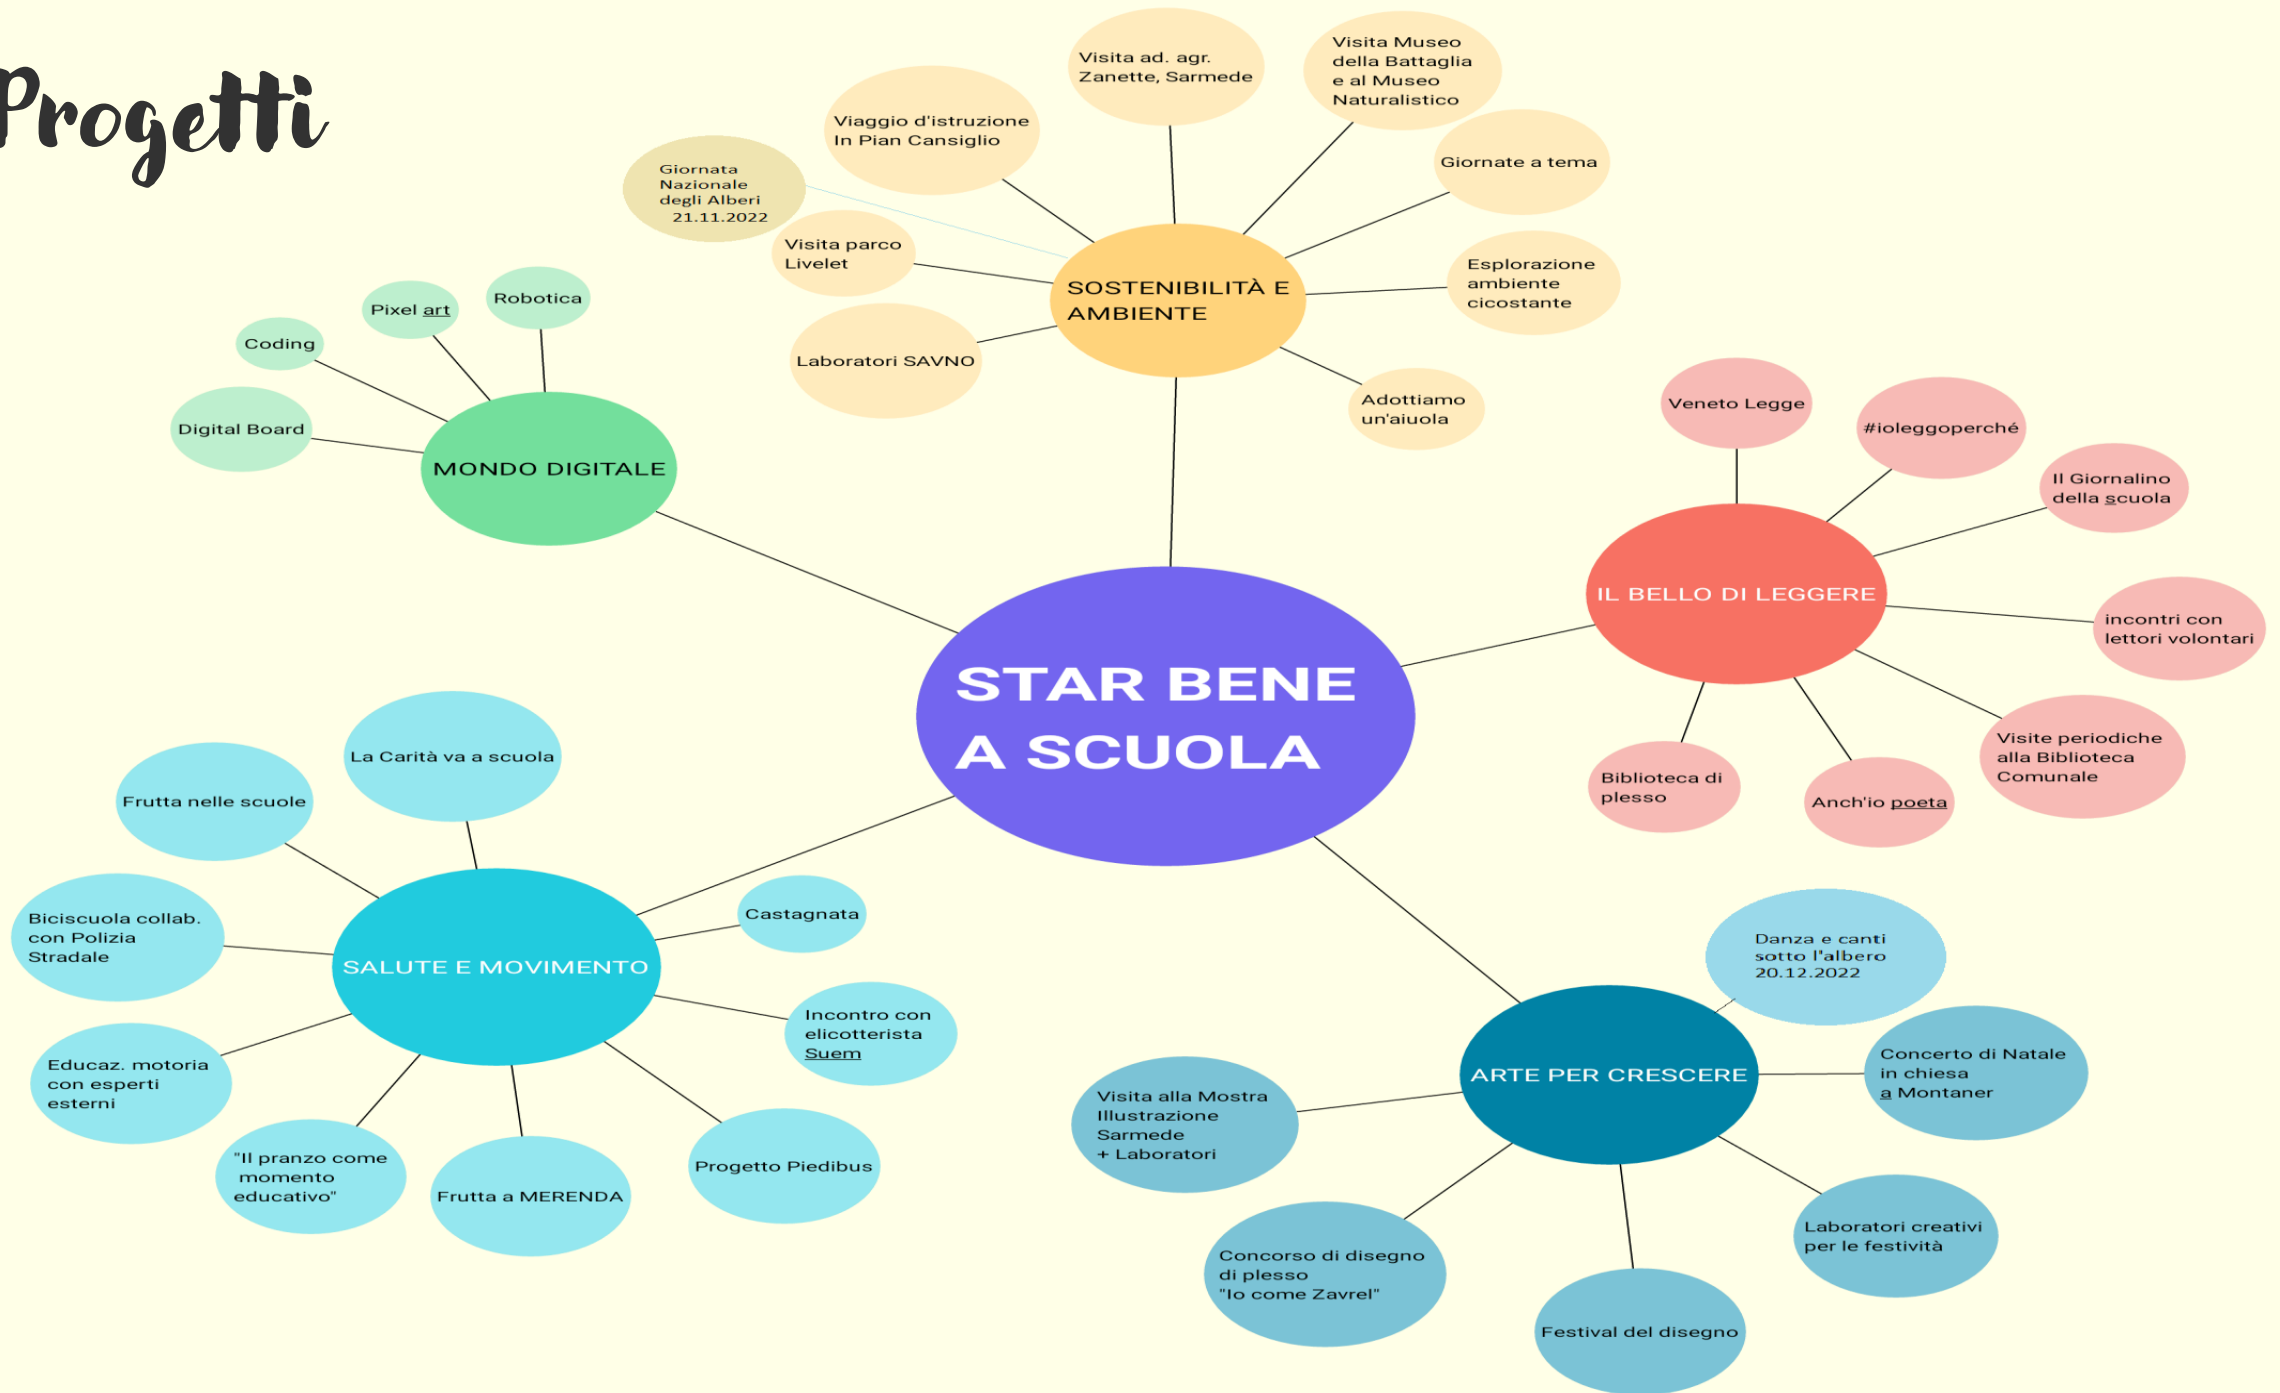 Progetti
Visita ad. agr.
Zanette, Sarmede
Visita Museo
della Battaglia
e al Museo
Naturalistico
Viaggio d'istruzione
In Pian Cansiglio
Giornate a tema
Giornata
Nazionale
degli Alberi
21.11.2022
Visita parco
Livelet
Esplorazione
ambiente
cicostante
SOSTENIBILITÀ E
AMBIENTE
Laboratori SAVNO
Adottiamo
un'aiuola
Robotica
Pixel art
Coding
Digital Board
MONDO DIGITALE
Veneto Legge
#ioleggoperché
Il Giornalino
della scuola
IL BELLO DI LEGGERE
incontri con
lettori volontari
Visite periodiche
alla Biblioteca
Comunale
Biblioteca di
plesso
Anch'io poeta
STAR BENE
A SCUOLA
La Carità va a scuola
Frutta nelle scuole
Biciscuola collab.
con Polizia
Stradale
Castagnata
SALUTE E MOVIMENTO
Incontro con
elicotterista
Suem
Educaz. motoria
con esperti
esterni
"Il pranzo come
momento
educativo"
Frutta a MERENDA
Progetto Piedibus
Danza e canti
sotto l'albero
20.12.2022
Concerto di Natale
in chiesa
a Montaner
ARTE PER CRESCERE
Visita alla Mostra
Illustrazione
Sarmede
+ Laboratori
Laboratori creativi
per le festività
Concorso di disegno
di plesso
"Io come Zavrel"
Festival del disegno